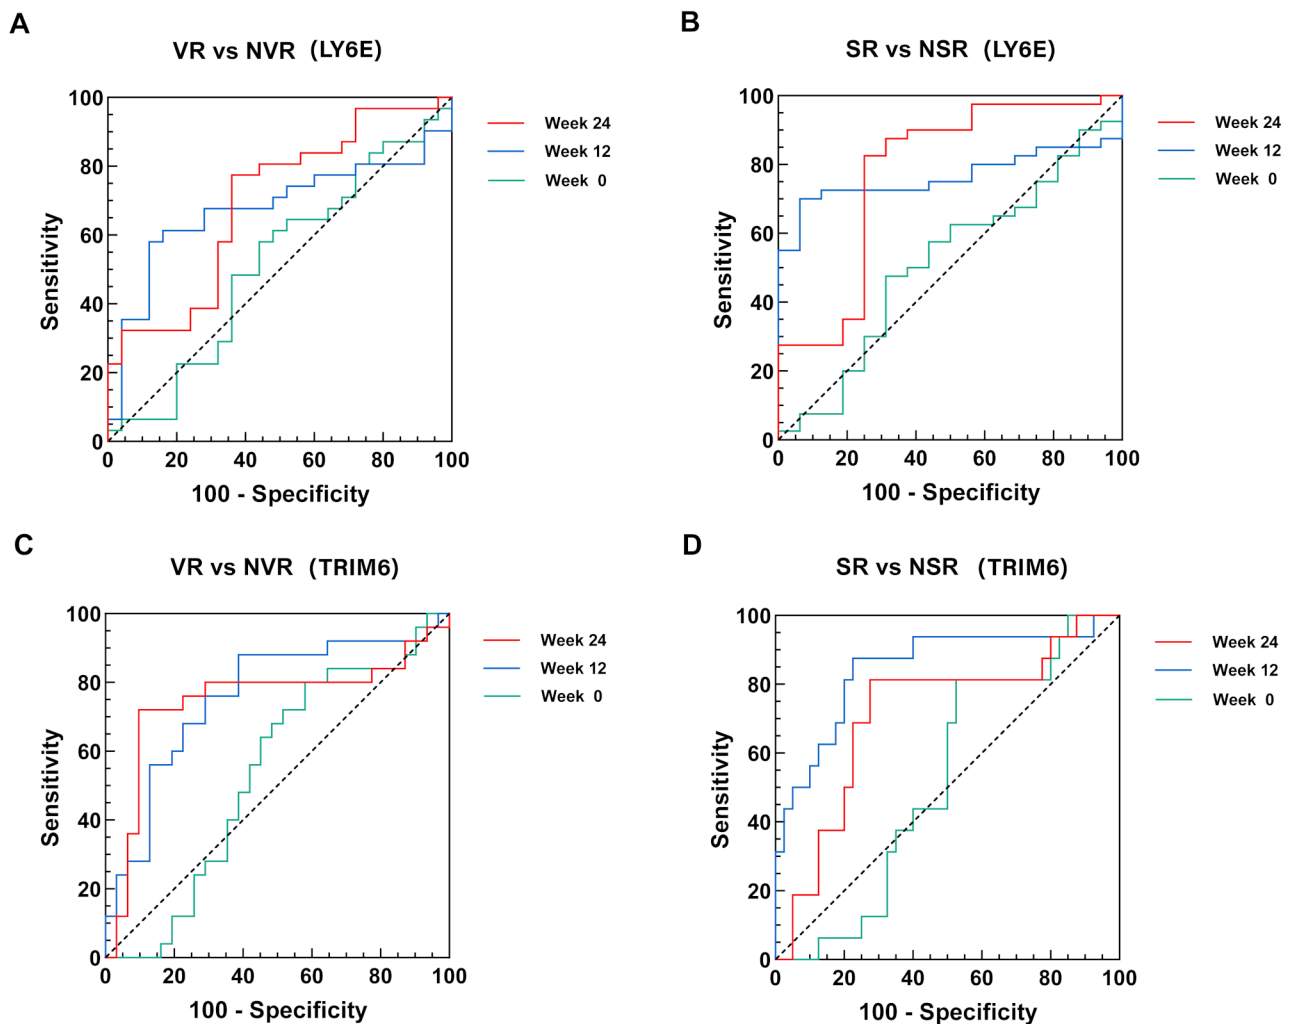 A
VR vs NVR (LY6E)
100
80
60
40
20
0
Sensitivity
0 20 40 60 80 100
100 - Specificity
Week 24
Week 12
Week 0
B
SR vs NSR (LY6E)
100
80
60
40
20
0
Sensitivity
0 20 40 60 80 100
100 - Specificity
Week 24
Week 12
Week 0
C
VR vs NVR (TRIM6)
100
80
60
40
20
0
Sensitivity
0 20 40 60 80 100
100 - Specificity
Week 24
Week 12
Week 0
D
SR vs NSR (TRIM6)
100
80
60
40
20
0
Sensitivity
0 20 40 60 80 100
100 - Specificity
Week 24
Week 12
Week 0